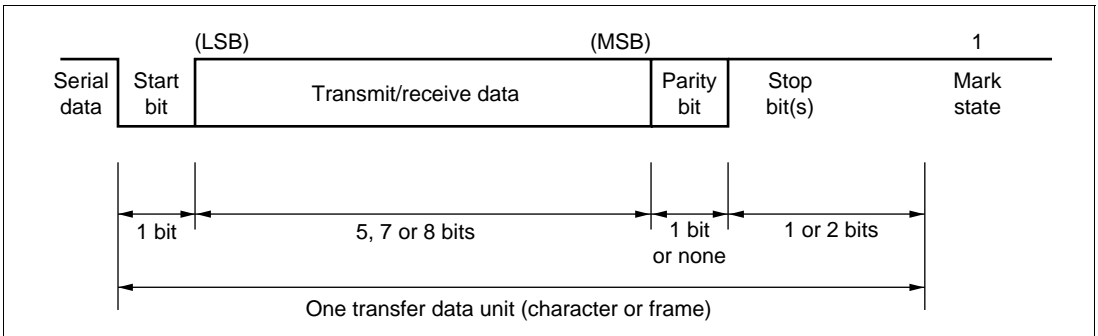 (LSB) (MSB) 1
Serial data
Start bit
Transmit/receive data
Parity bit
Stop bit(s)
Mark state
1 bit
5, 7 or 8 bits
1 bit or none
1 or 2 bits
One transfer data unit (character or frame)